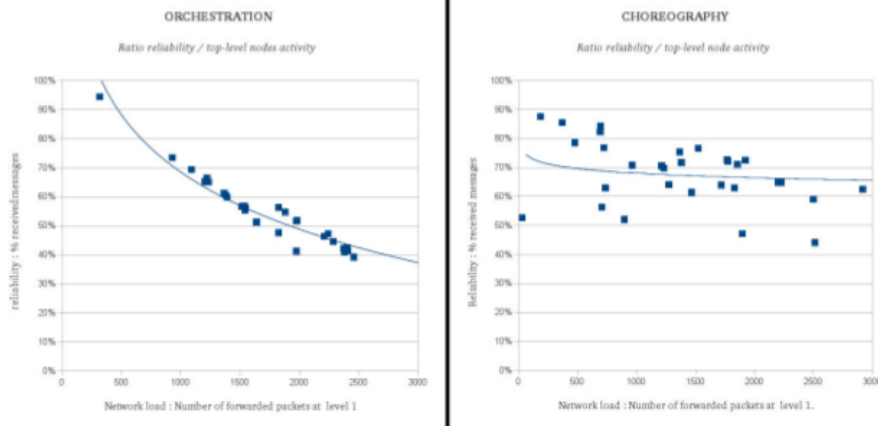 ORCHESTRATION
Ratio reliability / top-level nodes activity
100%
90%
80%
70%
60%
50%
40%
30%
20%
10%
0%
reliability : % received messages
0 500 1000 1500 2000 2500 3000
Network load : Number of forwarded packets at level 1
CHOREOGRAPHY
Ratio reliability / top-level node activity
100%
90%
80%
70%
60%
50%
40%
30%
20%
10%
0%
Reliability : % received messages
0 500 1000 1500 2000 2500 3000
Network load : Number of forwarded packets at level 1.